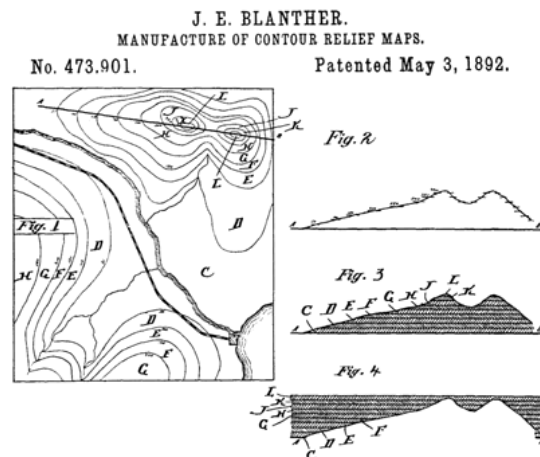 J. E. BLANTHER.
MANUFACTURE OF CONTOUR RELIEF MAPS.
No. 473.901. Patented May 3, 1892.
L
J
J
K
H
G
F
E
L
E
D
Fig. 1
D
C
H G F E
D
E
F
G
Fig. 2
Fig. 3
C D E F G H J L K
Fig. 4
L
K
J
H
G
C D E F